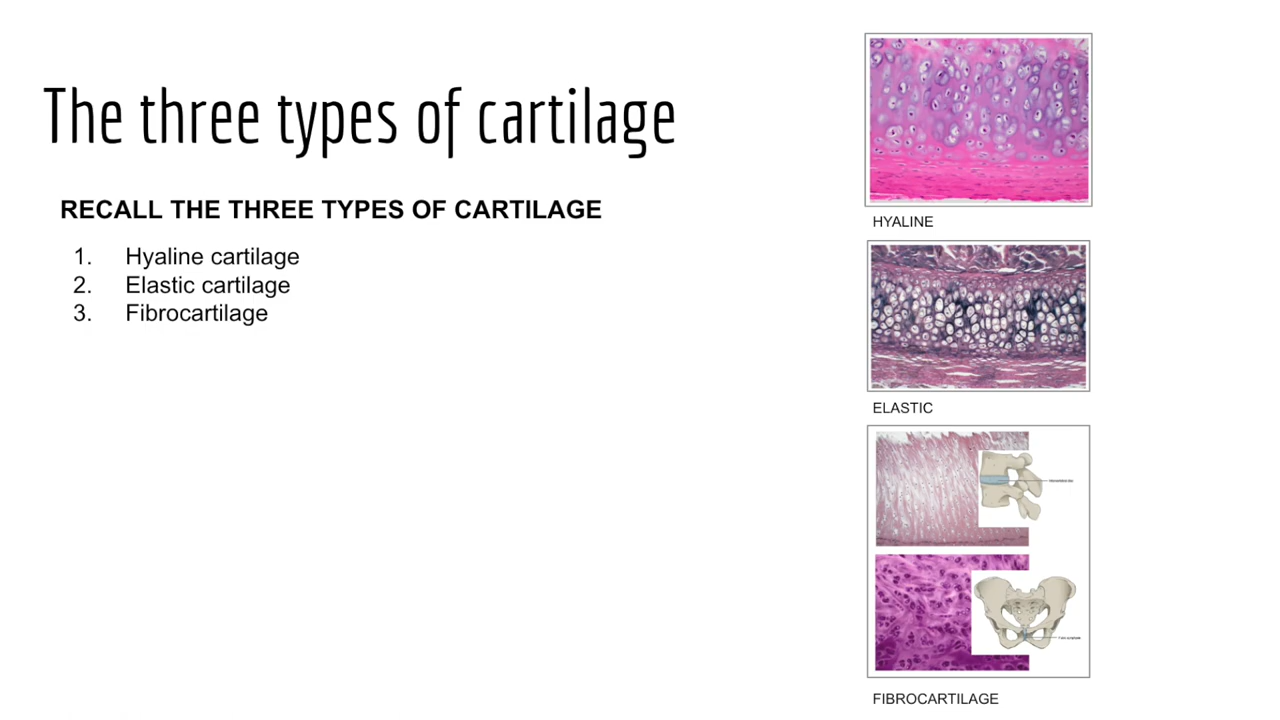 The three types of cartilage
RECALL THE THREE TYPES OF CARTILAGE
1. Hyaline cartilage
2. Elastic cartilage
3. Fibrocartilage
HYALINE
ELASTIC
FIBROCARTILAGE